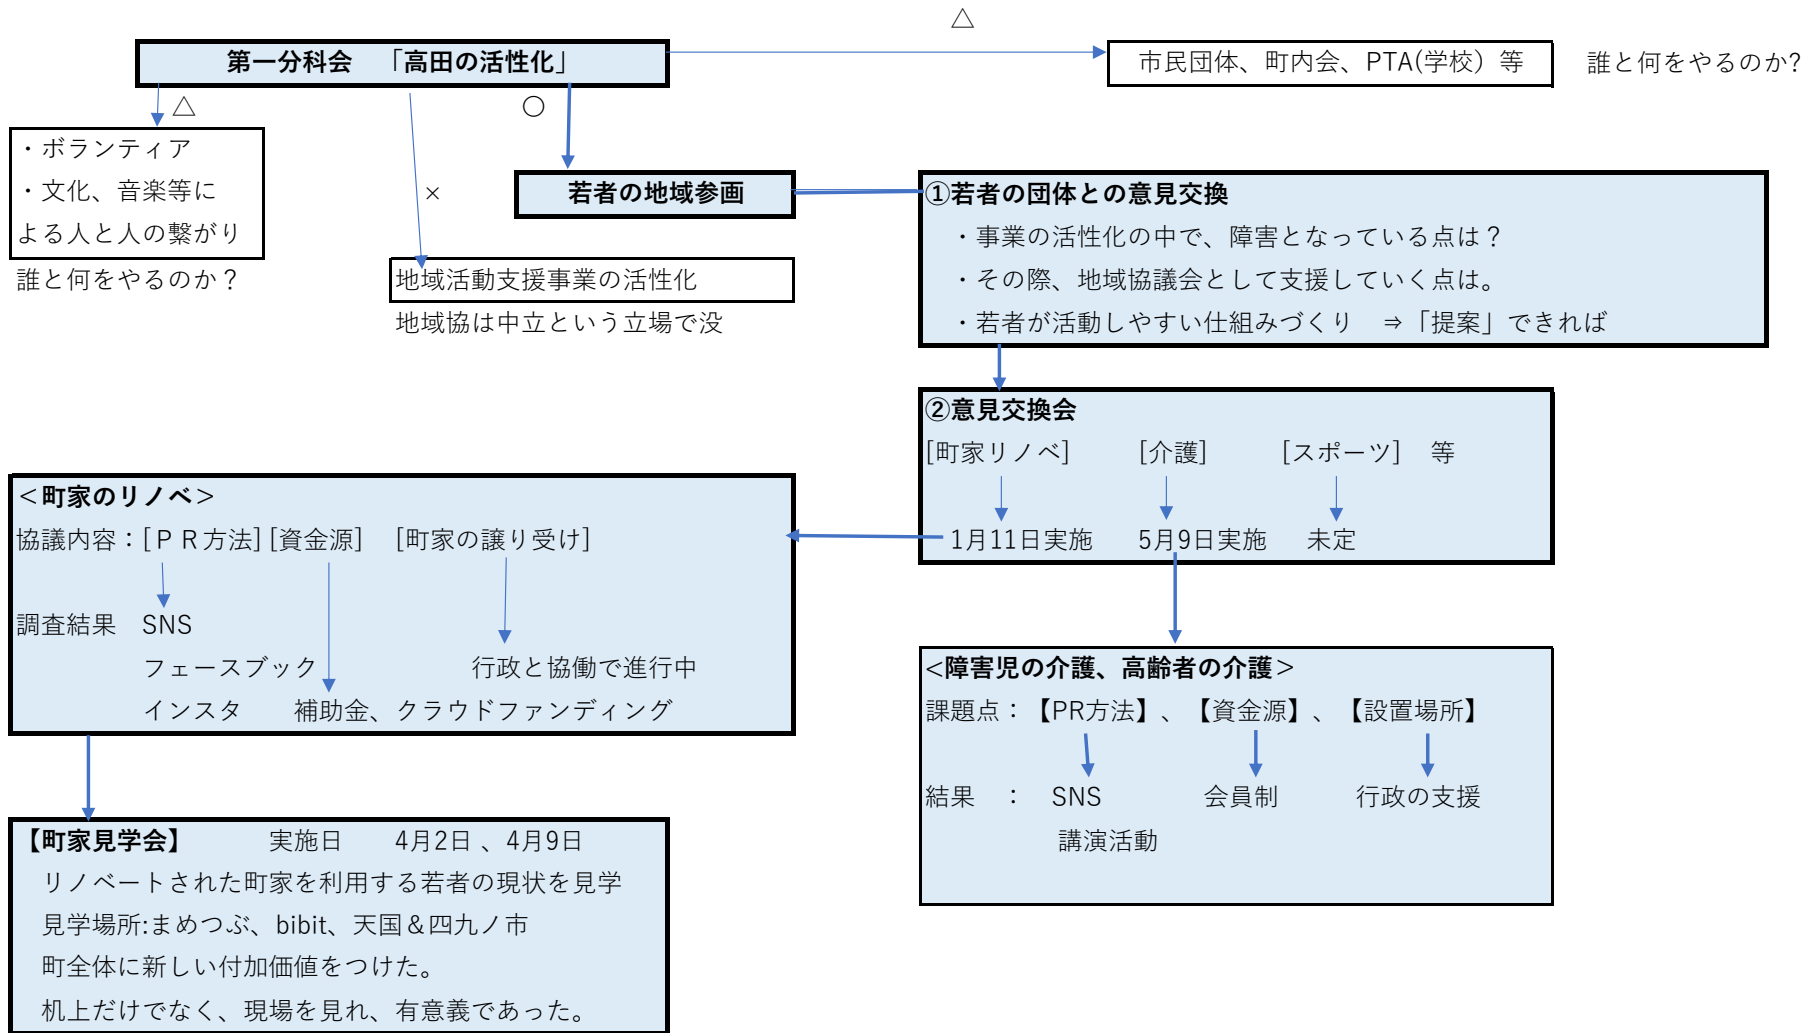 △
第一分科会　「高田の活性化」
市民団体、町内会、PTA(学校）等　誰と何をやるのか?
△
〇
・ボランティア
・文化、音楽等に
よる人と人の繋がり
誰と何をやるのか？
×
若者の地域参画
地域活動支援事業の活性化
地域協は中立という立場で没
①若者の団体との意見交換
・事業の活性化の中で、障害となっている点は？
・その際、地域協議会として支援していく点は。
・若者が活動しやすい仕組みづくり　⇒「提案」できれば
②意見交換会
[町家リノベ]　[介護]　[スポーツ]　等
1月11日実施　5月9日実施　未定
＜町家のリノベ＞
協議内容：[ＰＲ方法] [資金源]　[町家の譲り受け]
調査結果　SNS
フェースブック　行政と協働で進行中
インスタ　補助金、クラウドファンディング
<障害児の介護、高齢者の介護＞
課題点：【PR方法】、【資金源】、【設置場所】
結果　：　SNS　会員制　行政の支援
講演活動
【町家見学会】　実施日　4月2日 、4月9日
リノベートされた町家を利用する若者の現状を見学
見学場所:まめつぶ、bibit、天国＆四九ノ市
町全体に新しい付加価値をつけた。
机上だけでなく、現場を見れ、有意義であった。